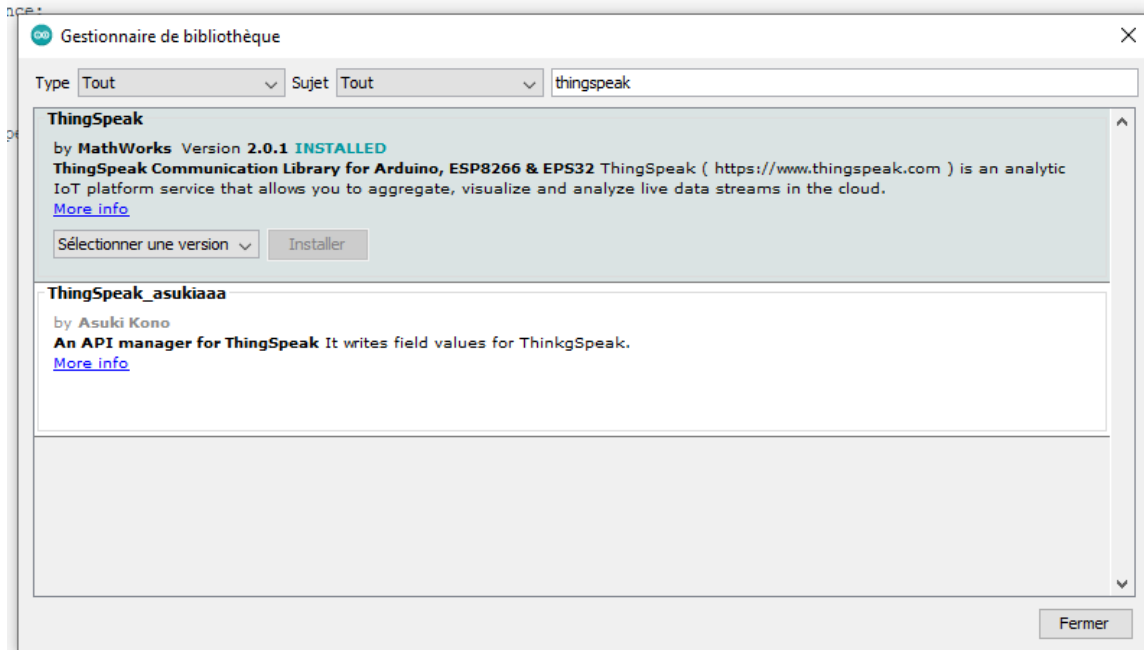 nce:
Gestionnaire de bibliothèque
Type Tout Sujet Tout thingspeak
ThingSpeak
by MathWorks Version 2.0.1 INSTALLED
ThingSpeak Communication Library for Arduino, ESP8266 & EPS32 ThingSpeak ( https://www.thingspeak.com ) is an analytic
IoT platform service that allows you to aggregate, visualize and analyze live data streams in the cloud.
More info
Sélectionner une version Installer
ThingSpeak_asukiaaa
by Asuki Kono
An API manager for ThingSpeak It writes field values for ThinkgSpeak.
More info
Fermer